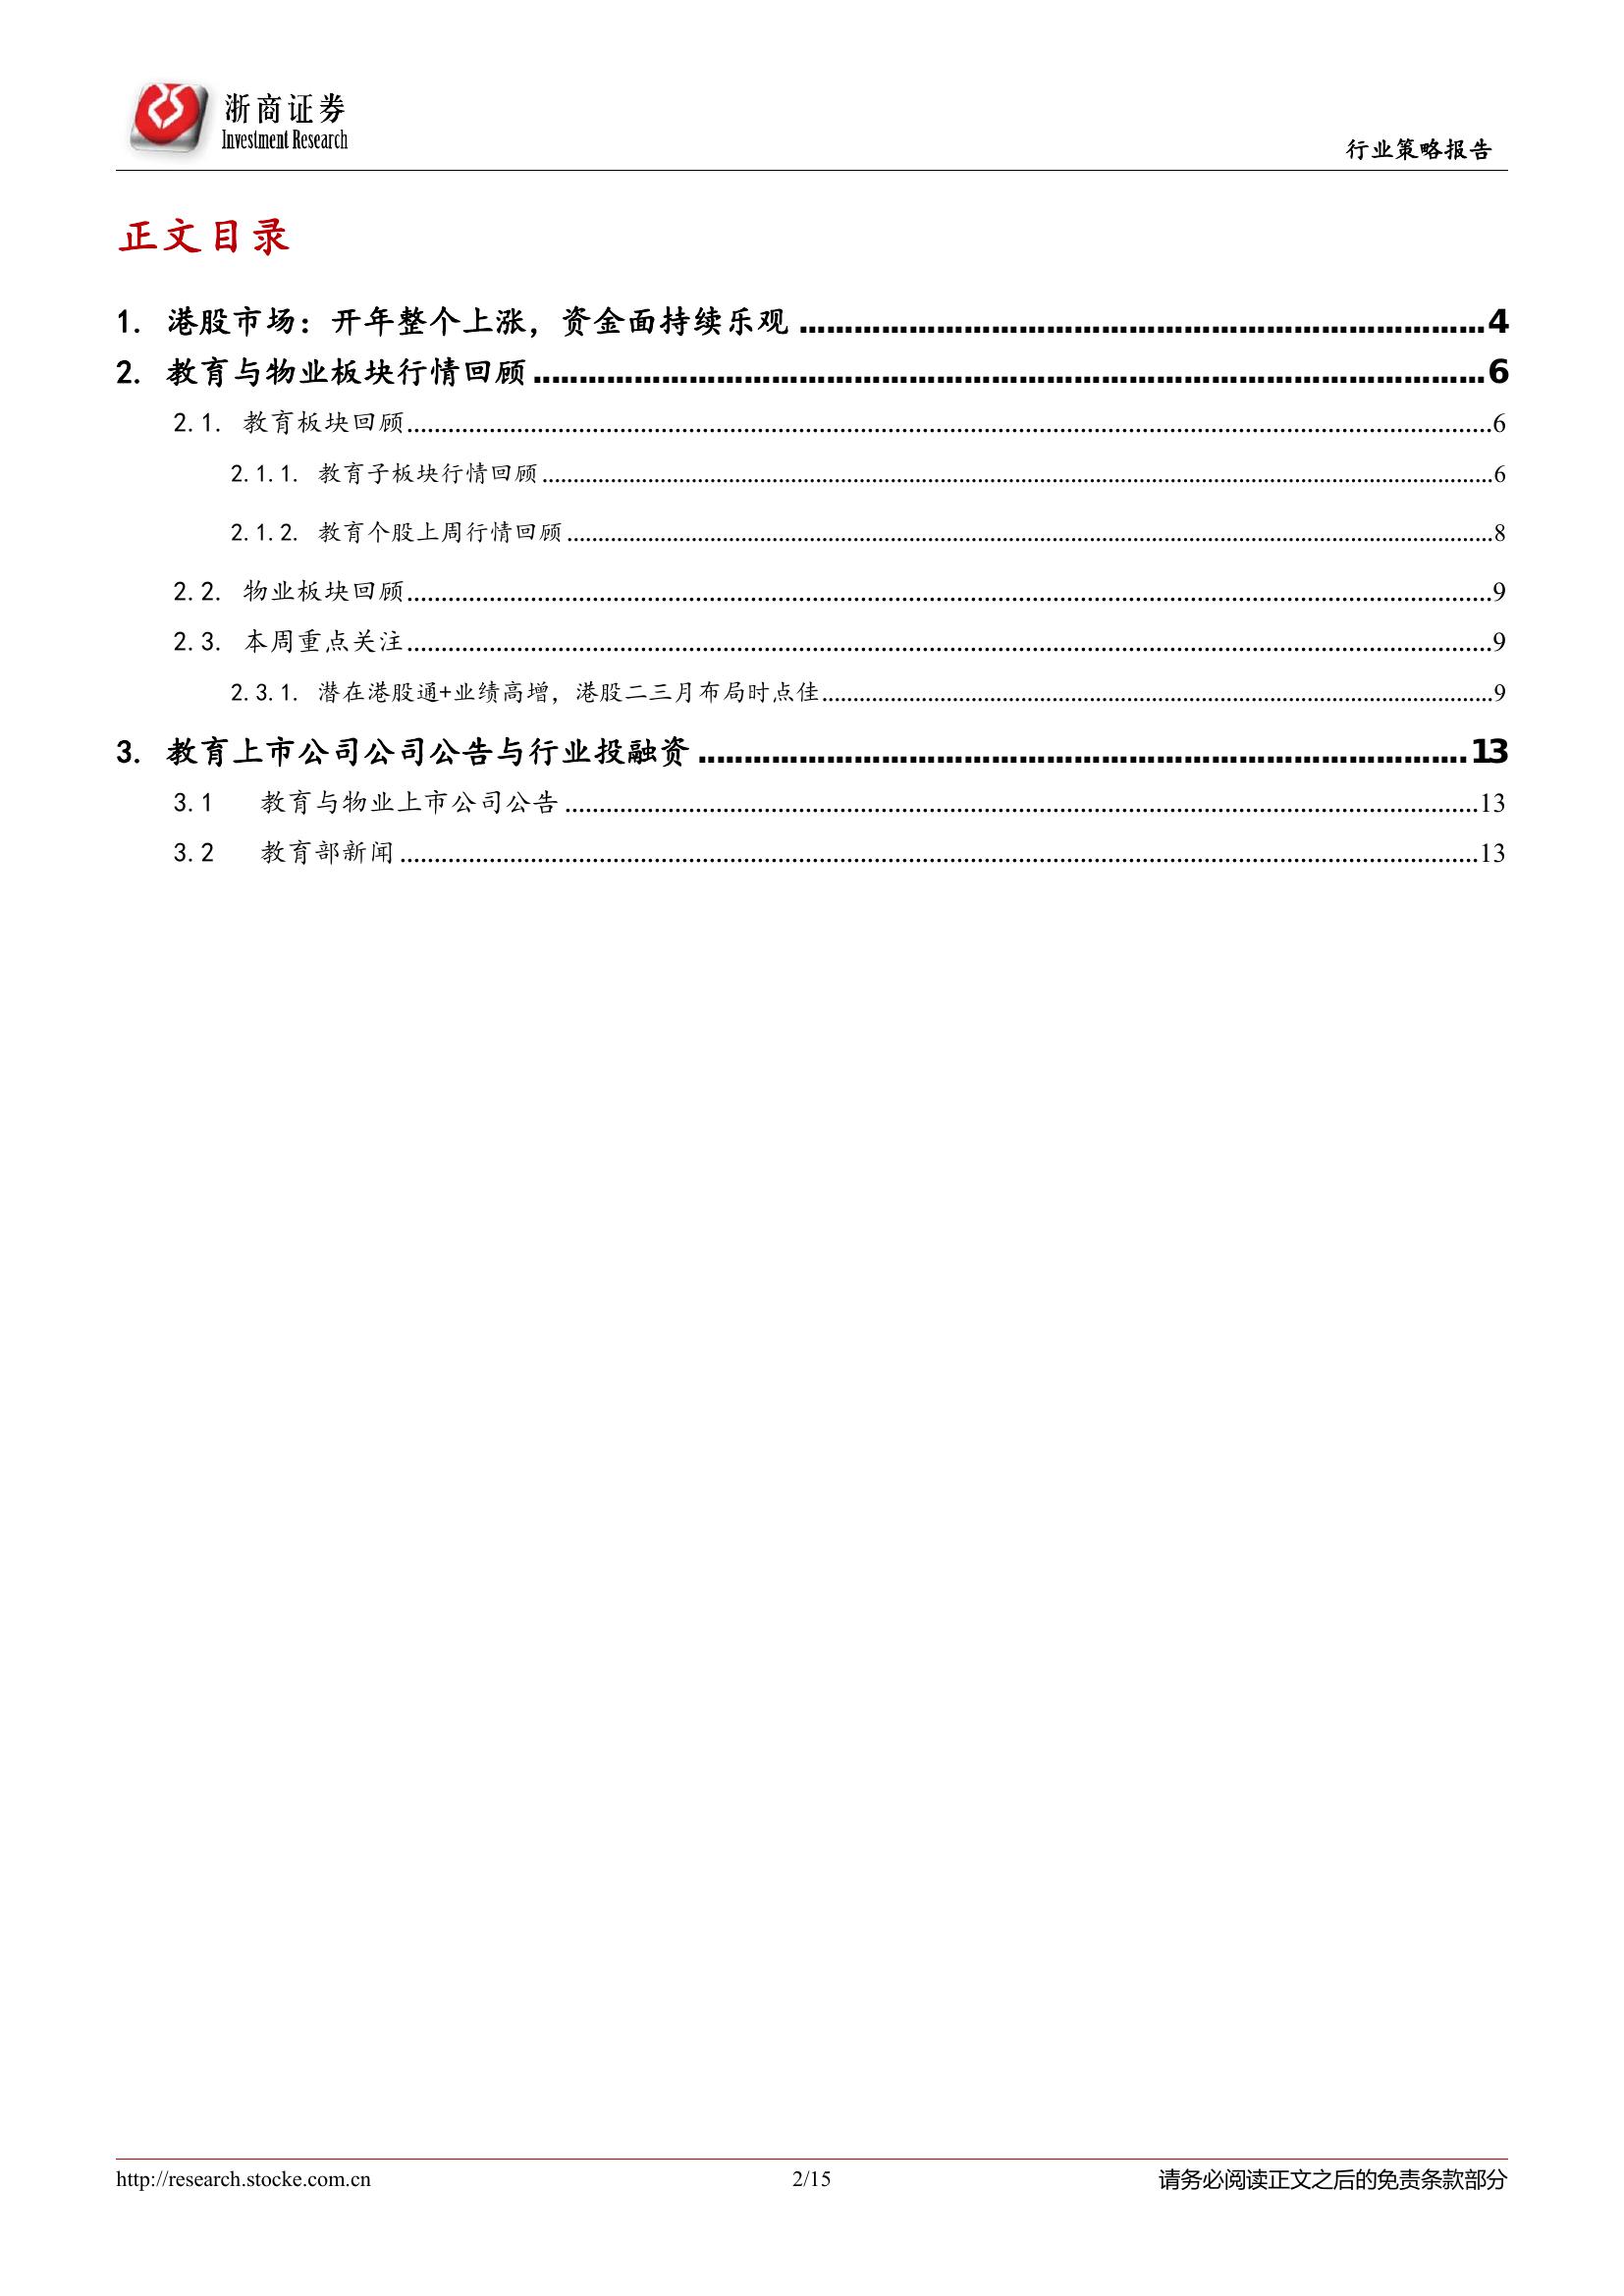 浙商证券
Investment Research
行业策略报告
正文目录
1. 港股市场：开年整个上涨，资金面持续乐观........................................4
2. 教育与物业板块行情回顾........................................6
2.1. 教育板块回顾........................................6
2.1.1. 教育子板块行情回顾........................................6
2.1.2. 教育个股上周行情回顾........................................8
2.2. 物业板块回顾........................................9
2.3. 本周重点关注........................................9
2.3.1. 潜在港股通+业绩高增，港股二三月布局时点佳........................................9
3. 教育上市公司公司公告与行业投融资........................................13
3.1 教育与物业上市公司公告........................................13
3.2 教育部新闻........................................13
http://research.stocke.com.cn 2/15 请务必阅读正文之后的免责条款部分